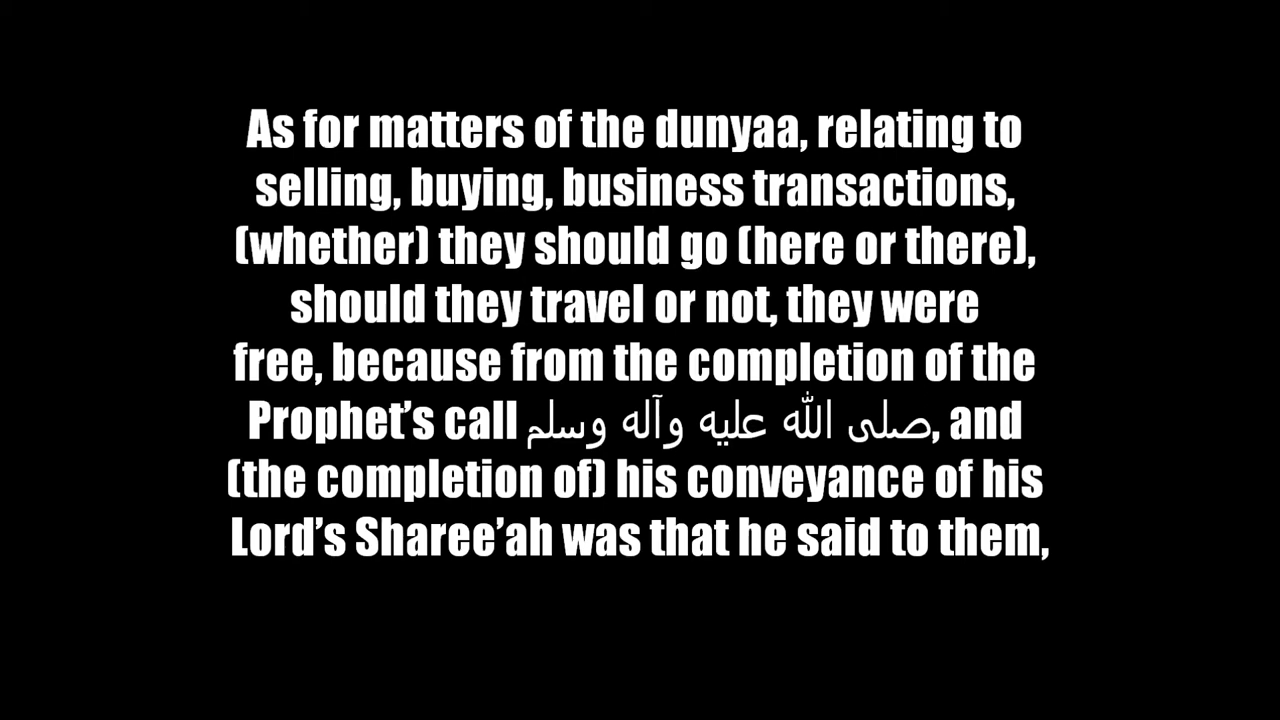 As for matters of the dunyaa, relating to
selling, buying, business transactions,
(whether) they should go (here or there),
should they travel or not, they were
free, because from the completion of the
Prophet’s call صلى الله عليه وآله وسلم, and
(the completion of) his conveyance of his
Lord’s Sharee’ah was that he said to them,